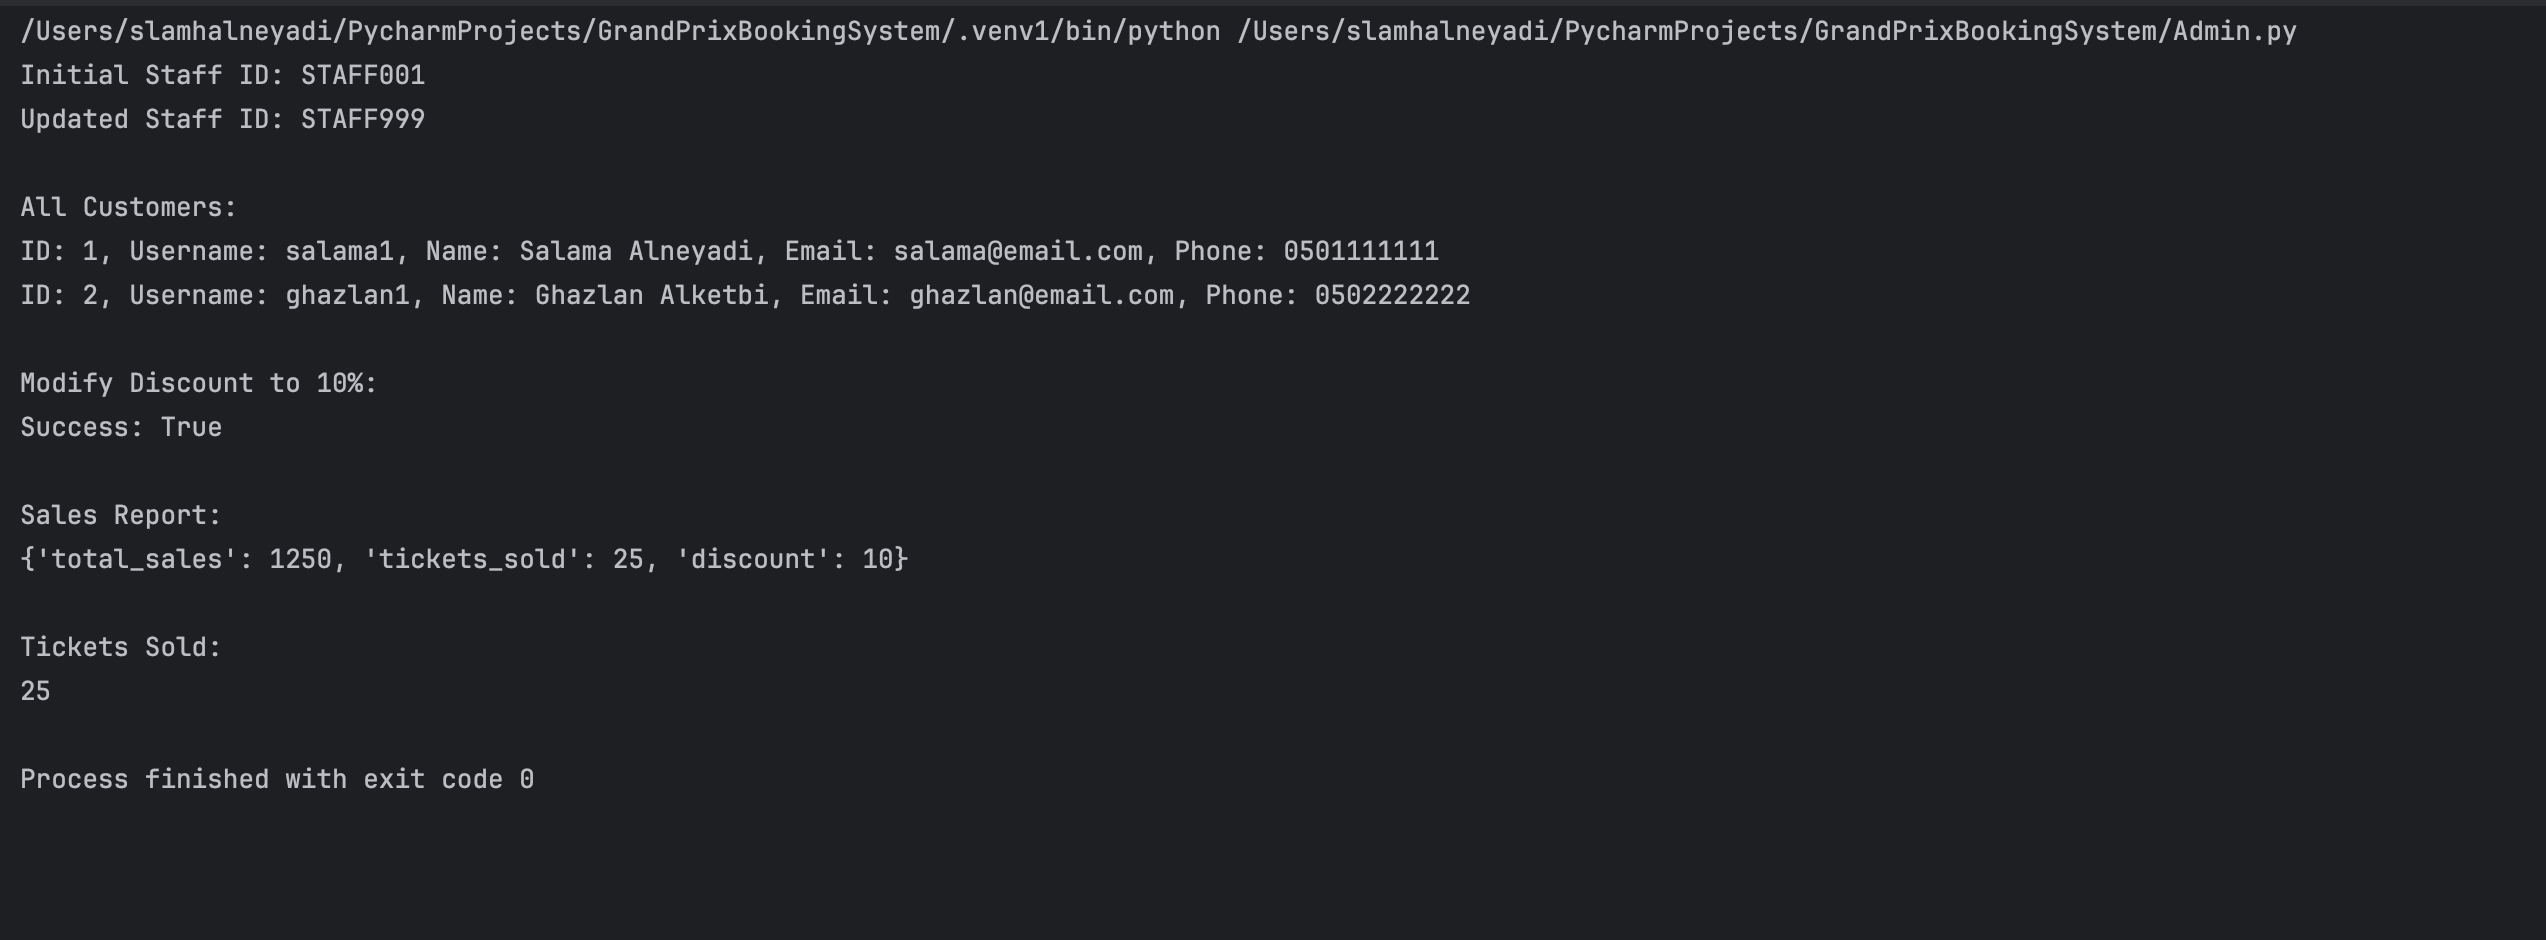 /Users/slamhalneyadi/PycharmProjects/GrandPrixBookingSystem/.venv1/bin/python /Users/slamhalneyadi/PycharmProjects/GrandPrixBookingSystem/Admin.py
Initial Staff ID: STAFF001
Updated Staff ID: STAFF999
All Customers:
ID: 1, Username: salama1, Name: Salama Alneyadi, Email: salama@email.com, Phone: 0501111111
ID: 2, Username: ghazlan1, Name: Ghazlan Alketbi, Email: ghazlan@email.com, Phone: 0502222222
Modify Discount to 10%:
Success: True
Sales Report:
{'total_sales': 1250, 'tickets_sold': 25, 'discount': 10}
Tickets Sold:
25
Process finished with exit code 0